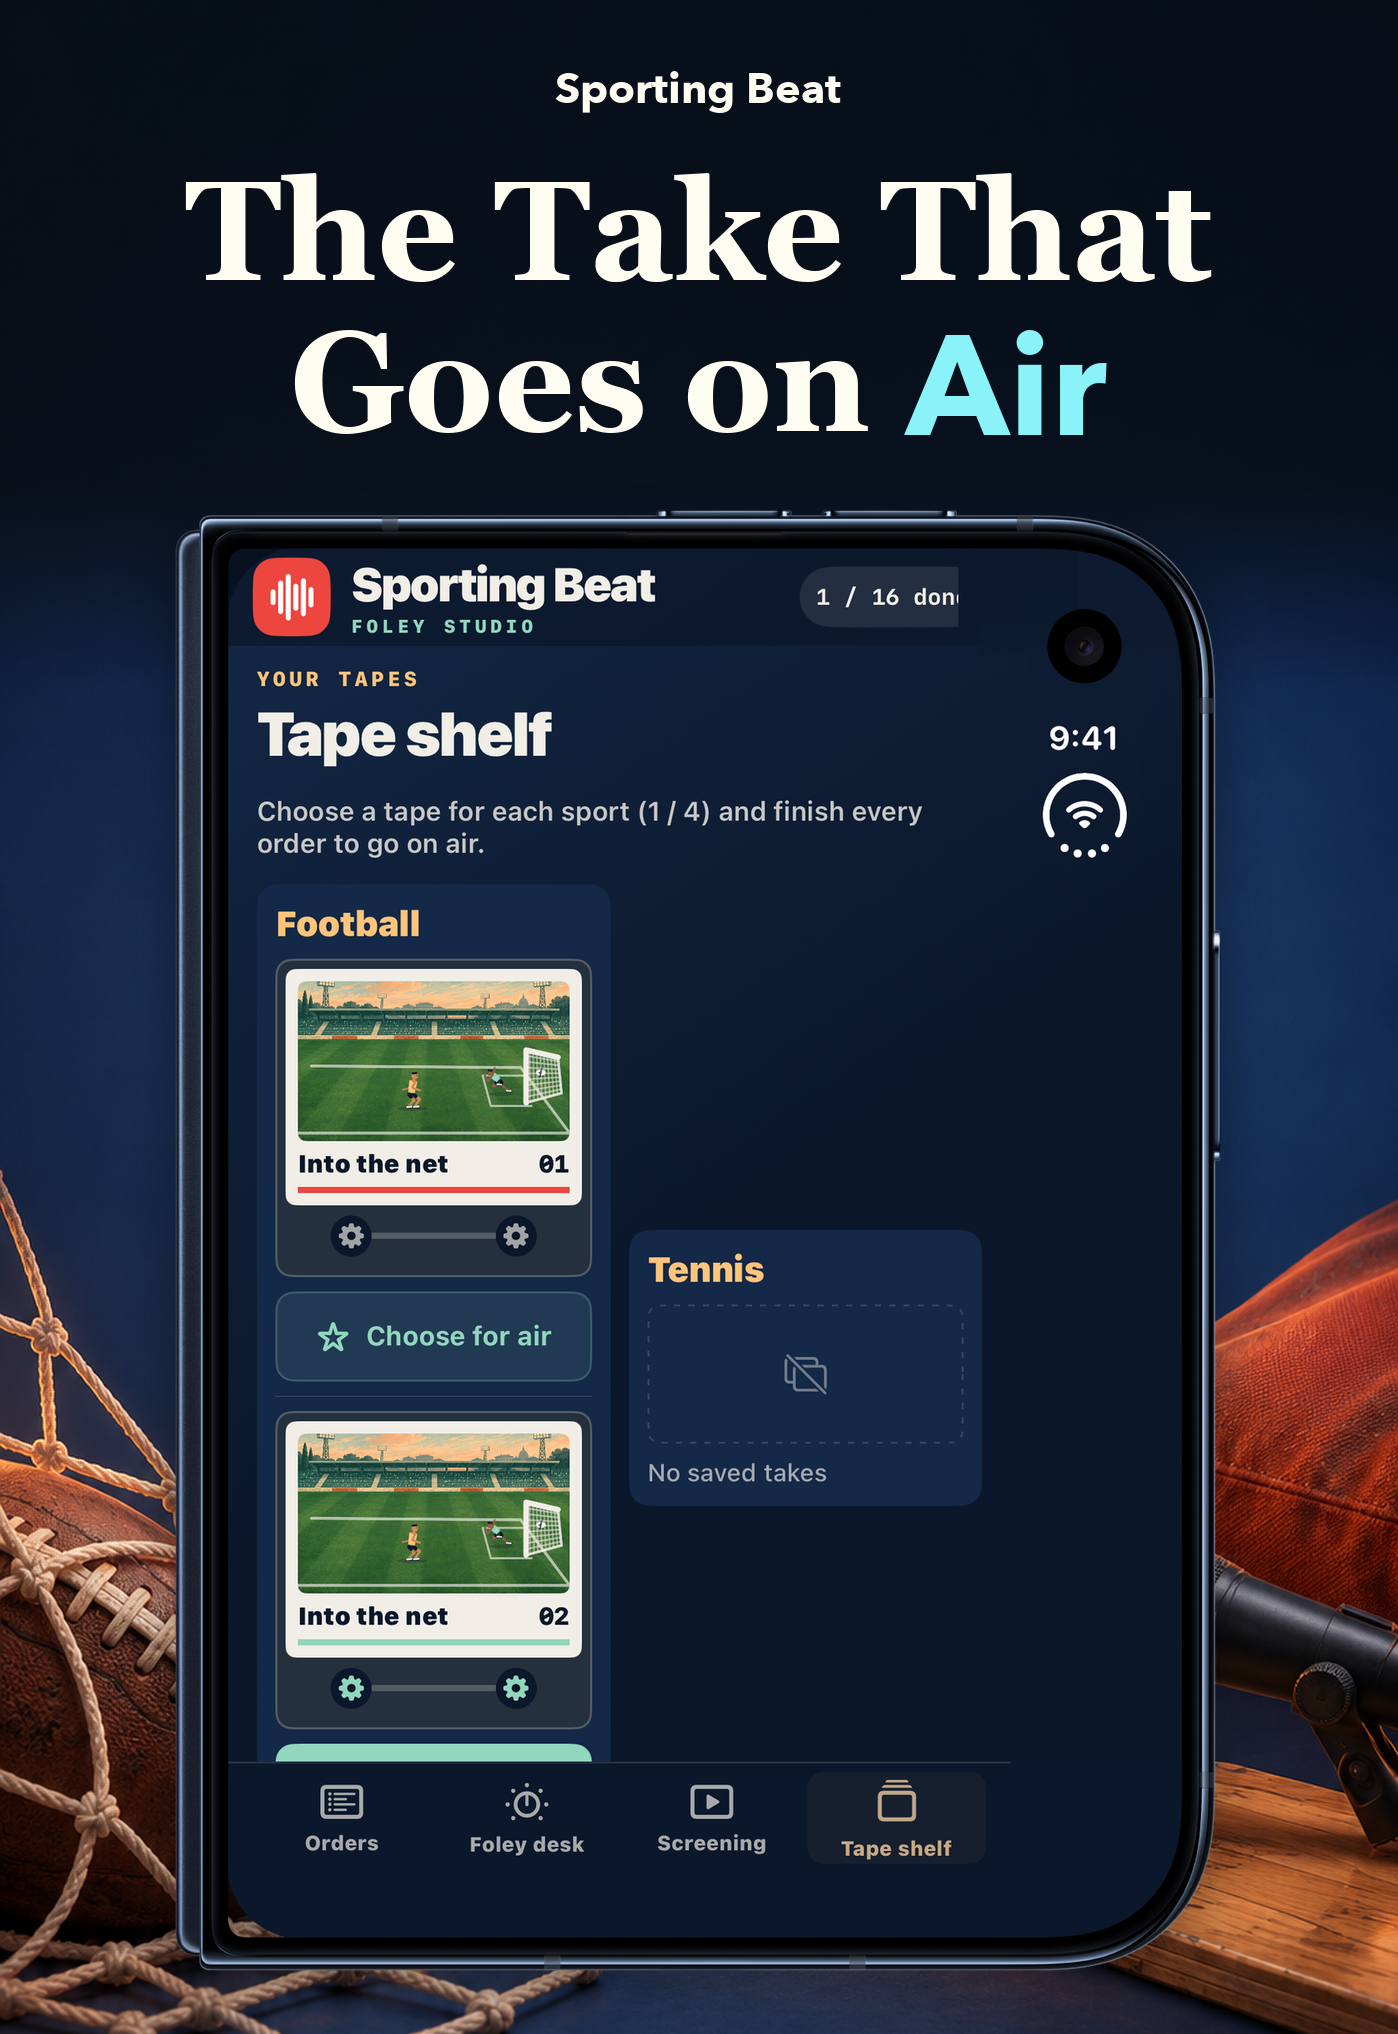 Sporting Beat
The Take That
Goes on Air
Sporting Beat
FOLEY STUDIO
1 / 16 done
9:41
YOUR TAPES
Tape shelf
Choose a tape for each sport (1 / 4) and finish every
order to go on air.
Football
Into the net 01
Choose for air
Into the net 02
Tennis
No saved takes
Orders
Foley desk
Screening
Tape shelf